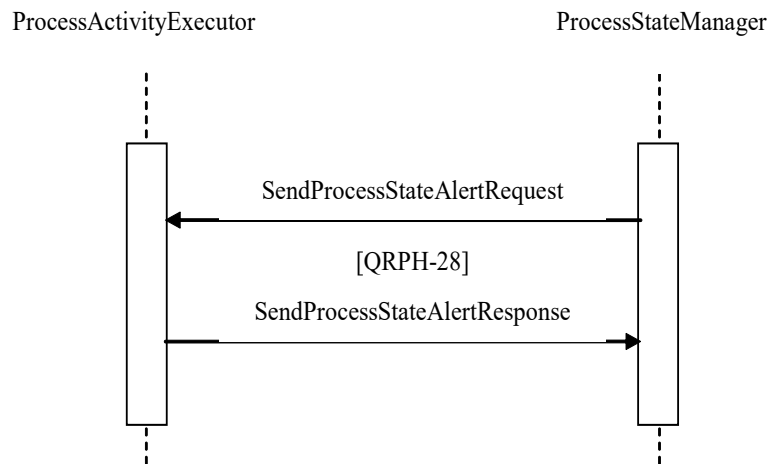 ProcessActivityExecutor
ProcessStateManager
SendProcessStateAlertRequest
[QRPH-28]
SendProcessStateAlertResponse